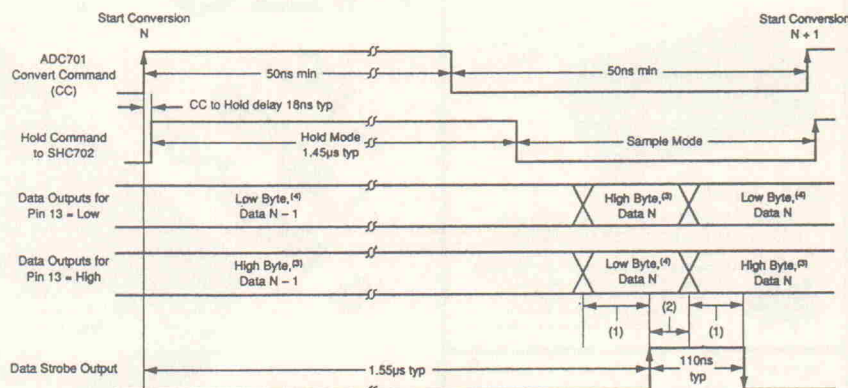 Start Conversion
N
Start Conversion
N + 1
ADC701
Convert Command
(CC)
50ns min
50ns min
CC to Hold delay 18ns typ
Hold Command
to SHC702
Hold Mode
1.45µs typ
Sample Mode
Data Outputs for
Pin 13 = Low
Low Byte,(4)
Data N – 1
High Byte,(3)
Data N
Low Byte,(4)
Data N
Data Outputs for
Pin 13 = High
High Byte,(3)
Data N – 1
Low Byte,(4)
Data N
High Byte,(3)
Data N
(1)
(2)
(1)
Data Strobe Output
1.55µs typ
110ns
typ